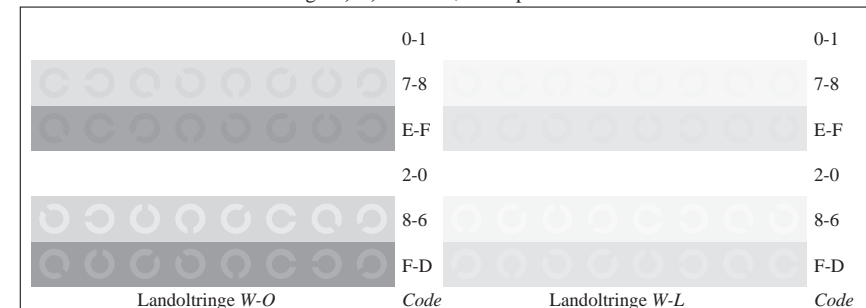 0-1 0-1
7-8 7-8
E-F E-F
2-0 2-0
8-6 8-6
F-D F-D
Landoltringe W-O Code Landoltringe W-L Code